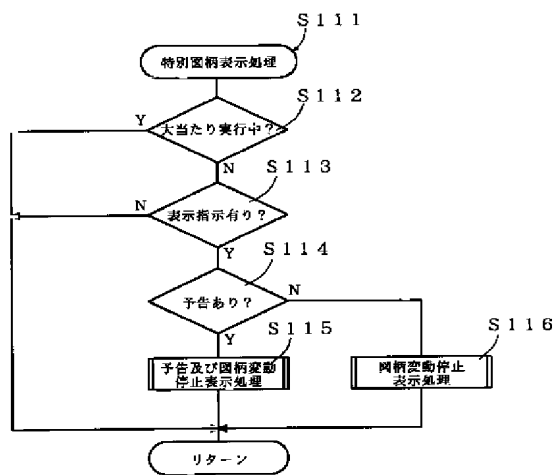 S111
特別図柄表示処理
S112
Y
大当たり実行中?
N
S113
N
表示指示有り?
Y
S114
予告あり?
N
Y
S115
S116
予告及び図柄変動
停止表示処理
図柄変動停止
表示処理
リターン